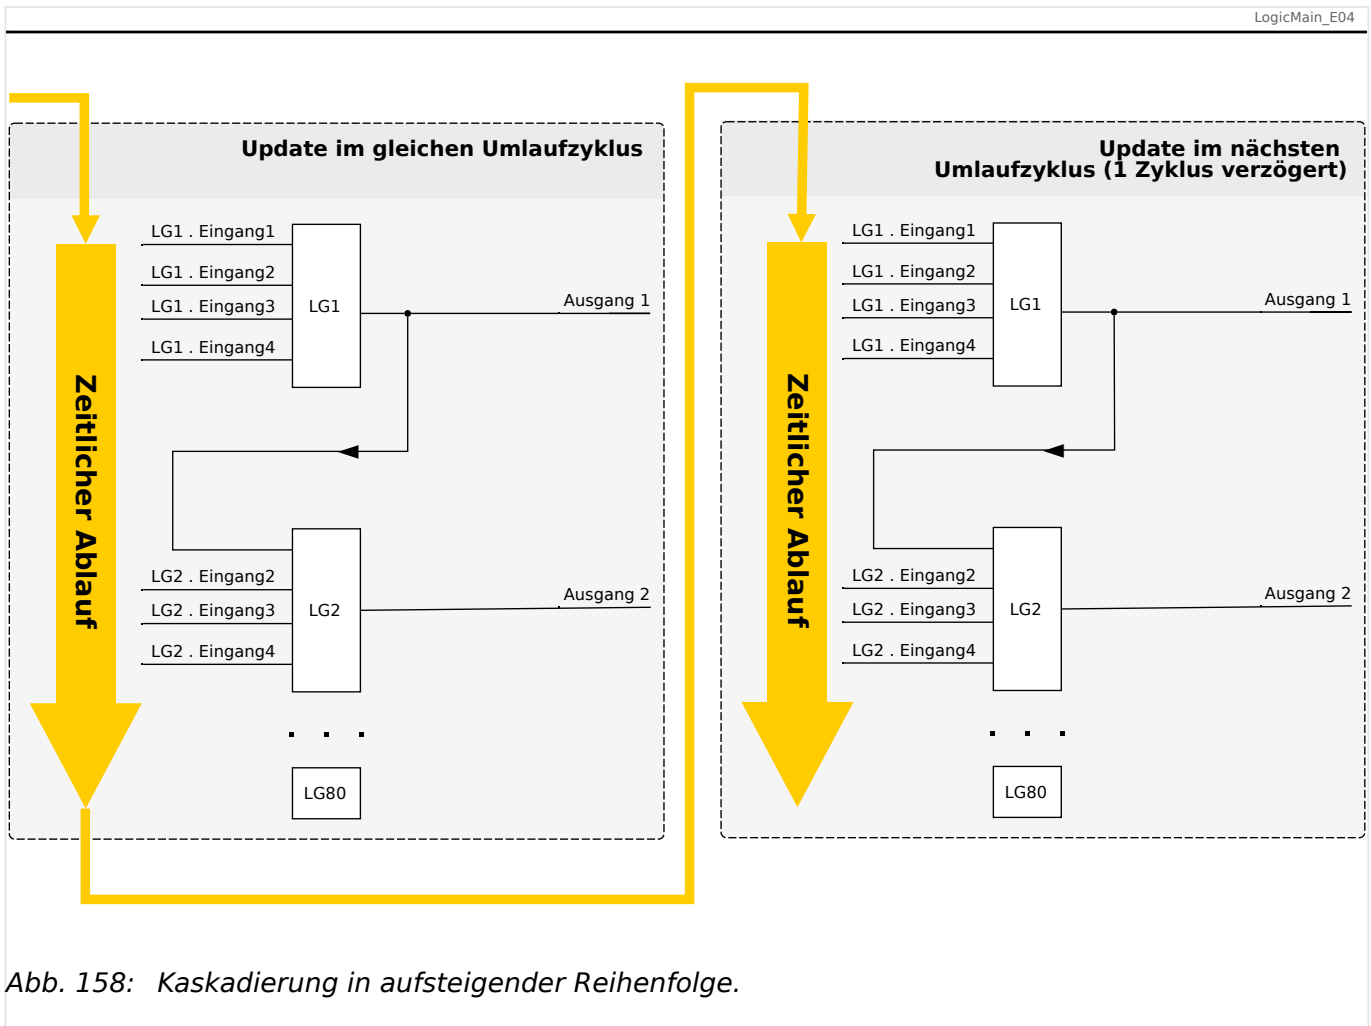 LogicMain_E04
Update im gleichen Umlaufzyklus
LG1 . Eingang1
LG1 . Eingang2
LG1 . Eingang3
LG1 . Eingang4
LG1
Ausgang 1
Zeitlicher Ablauf
LG2 . Eingang2
LG2 . Eingang3
LG2 . Eingang4
LG2
Ausgang 2
. . .
LG80
Update im nächsten
Umlaufzyklus (1 Zyklus verzögert)
LG1 . Eingang1
LG1 . Eingang2
LG1 . Eingang3
LG1 . Eingang4
LG1
Ausgang 1
Zeitlicher Ablauf
LG2 . Eingang2
LG2 . Eingang3
LG2 . Eingang4
LG2
Ausgang 2
. . .
LG80
Abb. 158: Kaskadierung in aufsteigender Reihenfolge.